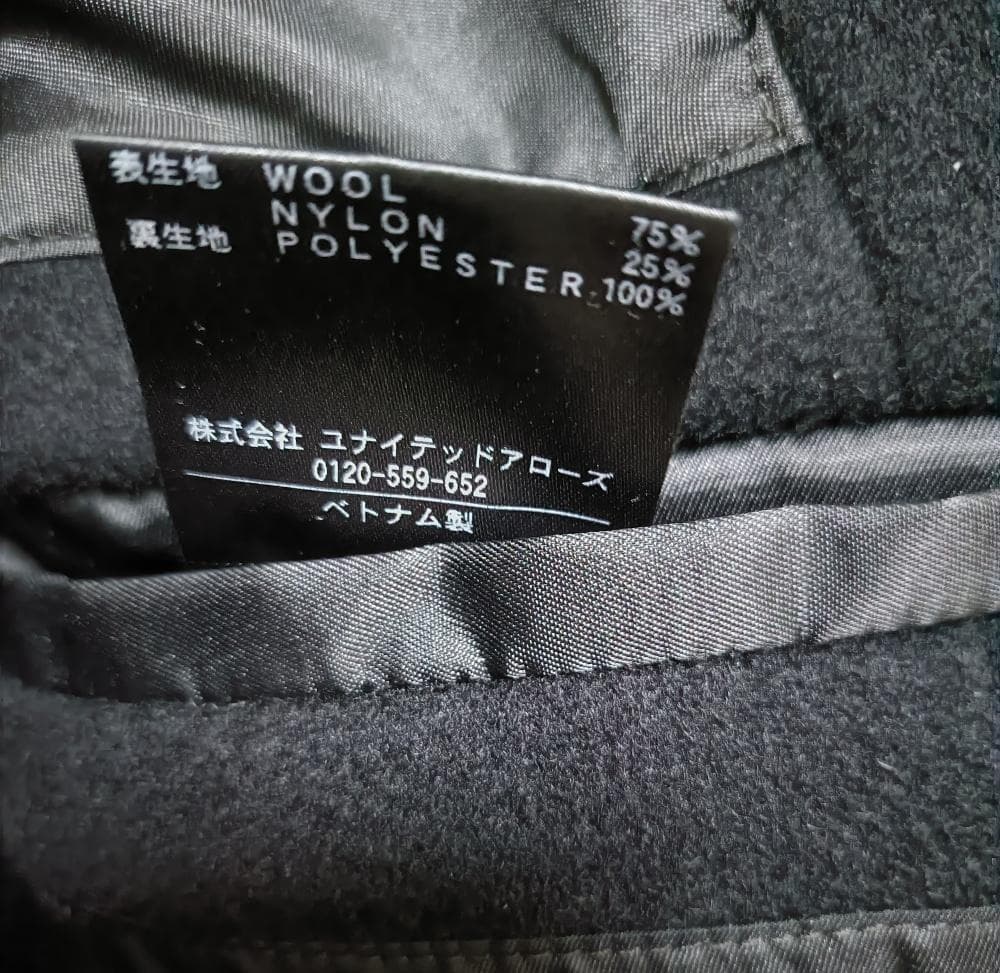 表生地 WOOL 75%
NYLON 25%
裏生地 POLYESTER 100%
株式会社 ユナイテッドアローズ
0120-559-652
ベトナム製